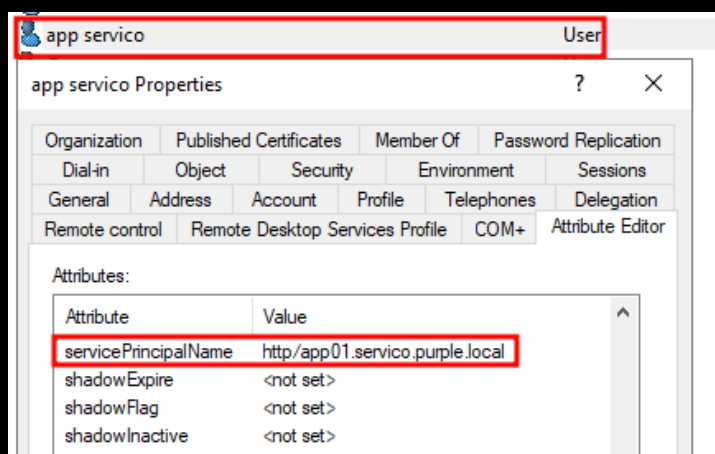 app servico User
app servico Properties ?
Organization Published Certificates Member Of Password Replication
Dial-in Object Security Environment Sessions
General Address Account Profile Telephones Delegation
Remote control Remote Desktop Services Profile COM+ Attribute Editor
Attributes:
Attribute Value
servicePrincipalName http/app01.servico.purple.local
shadowExpire <not set>
shadowFlag <not set>
shadowInactive <not set>